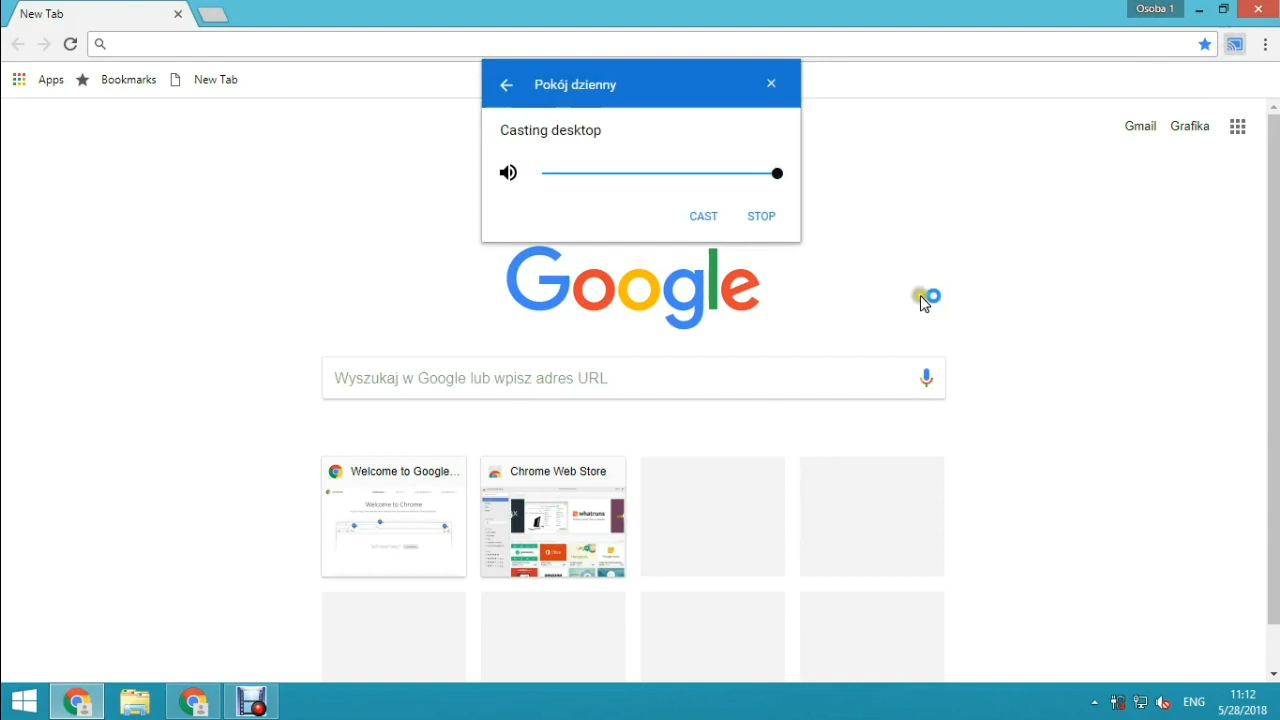 New Tab
Osoba 1
Apps
Bookmarks
New Tab
Pokój dzienny
Casting desktop
CAST
STOP
Gmail
Grafika
Google
Wyszukaj w Google lub wpisz adres URL
Welcome to Google...
Chrome Web Store
Welcome to Chrome
whatruns
Office
ENG
11:12
5/28/2018